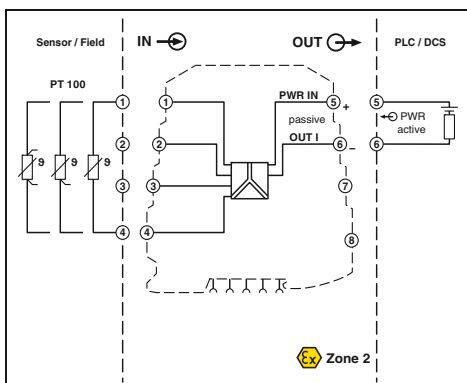 Sensor / Field
IN
OUT
PLC / DCS
PT 100
1
2
3
4
ϑ
ϑ
ϑ
1
2
3
4
PWR IN
passive
OUT I
5
+
6
–
7
8
5
6
PWR
active
Ex Zone 2